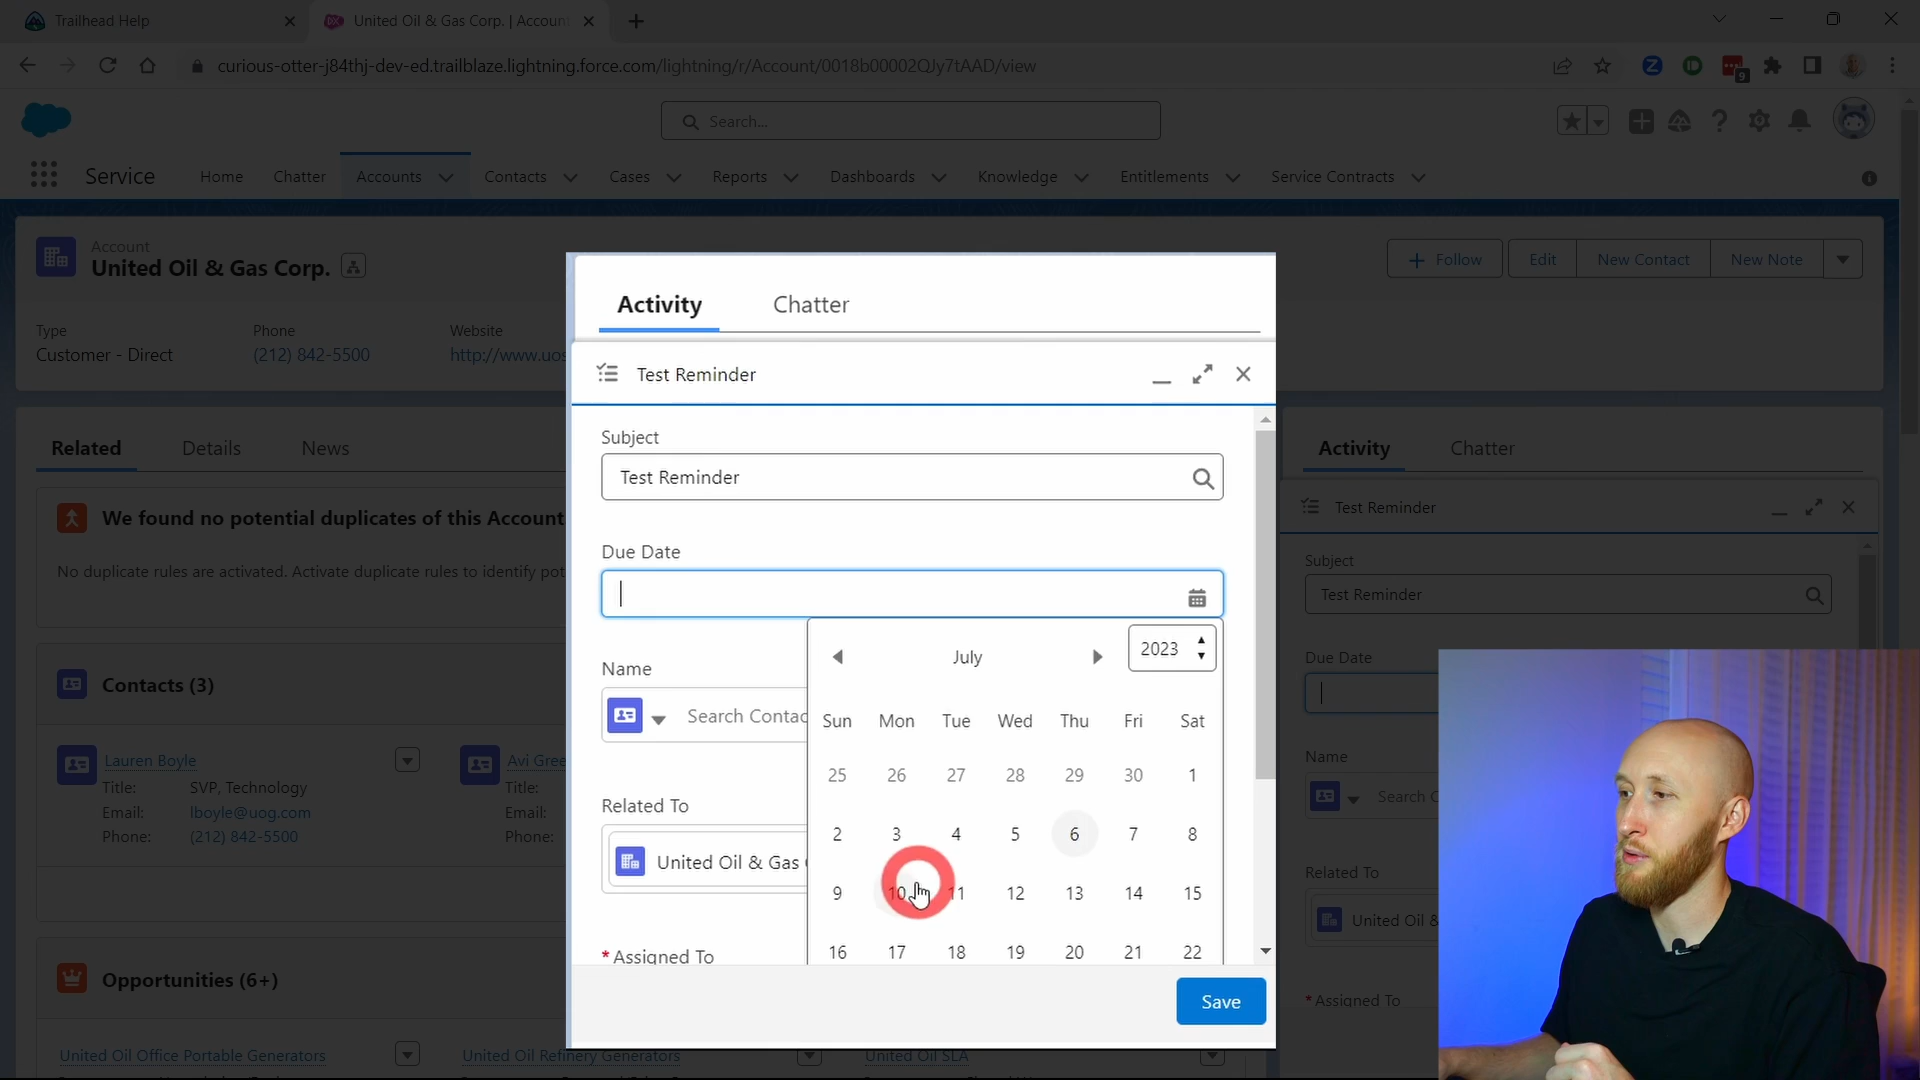 Trailhead Help
United Oil & Gas Corp. | Account
curious-otter-j84thj-dev-ed.trailblaze.lightning.force.com/lightning/r/Account/0018b00002QJy7tAAD/view
9
Search...
Service
Home
Chatter
Accounts
Contacts
Cases
Reports
Dashboards
Knowledge
Entitlements
Service Contracts
Account
United Oil & Gas Corp.
Follow
Edit
New Contact
New Note
Type
Customer - Direct
Phone
(212) 842-5500
Website
http://www.uos
Related
Details
News
We found no potential duplicates of this Account
No duplicate rules are activated. Activate duplicate rules to identify pot
Contacts (3)
Lauren Boyle
Title: SVP, Technology
Email: lboyle@uog.com
Phone: (212) 842-5500
Avi Gree
Title:
Email:
Phone:
Opportunities (6+)
United Oil Office Portable Generators
United Oil Refinery Generators
United Oil SLA
Activity
Chatter
Test Reminder
Subject
Test Reminder
Due Date
July
2023
Sun Mon Tue Wed Thu Fri Sat
25 26 27 28 29 30 1
2 3 4 5 6 7 8
9 10 11 12 13 14 15
16 17 18 19 20 21 22
Name
Search Contac
Related To
United Oil & Gas
* Assigned To
Save
Activity
Chatter
Test Reminder
Subject
Test Reminder
Due Date
Name
Search C
Related To
United Oil &
* Assigned To